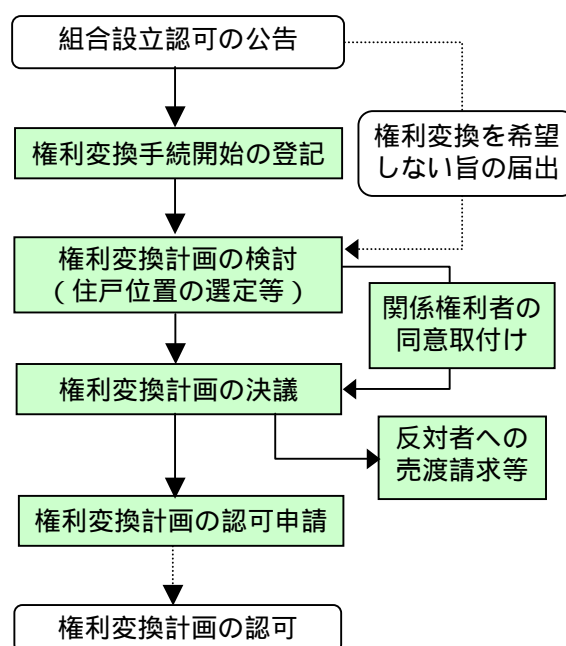 組合設立認可の公告
権利変換を希望
しない旨の届出
権利変換手続開始の登記
権利変換計画の検討
（住戸位置の選定等）
関係権利者の
同意取付け
権利変換計画の決議
反対者への
売渡請求等
権利変換計画の認可申請
権利変換計画の認可